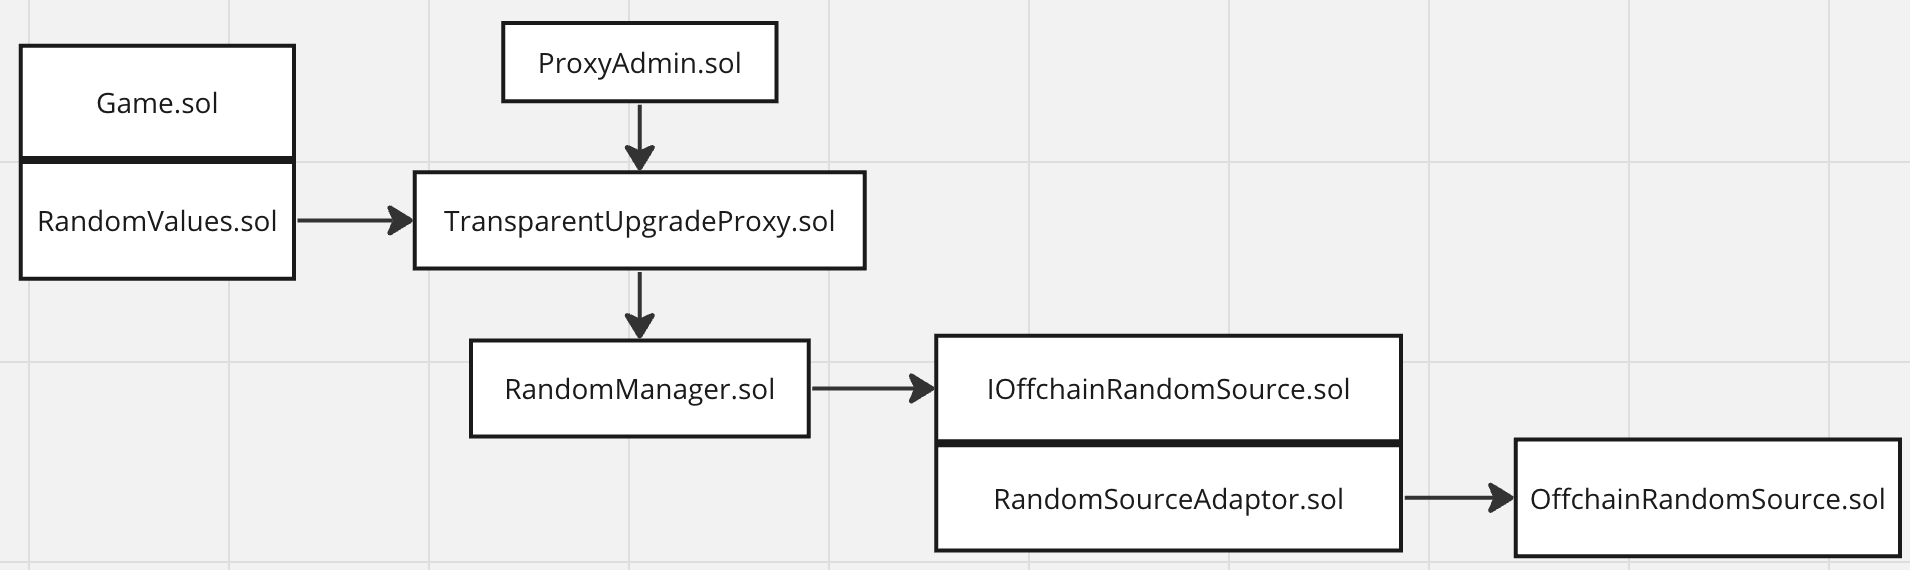 Game.sol
RandomValues.sol
ProxyAdmin.sol
TransparentUpgradeProxy.sol
RandomManager.sol
IOffchainRandomSource.sol
RandomSourceAdaptor.sol
OffchainRandomSource.sol